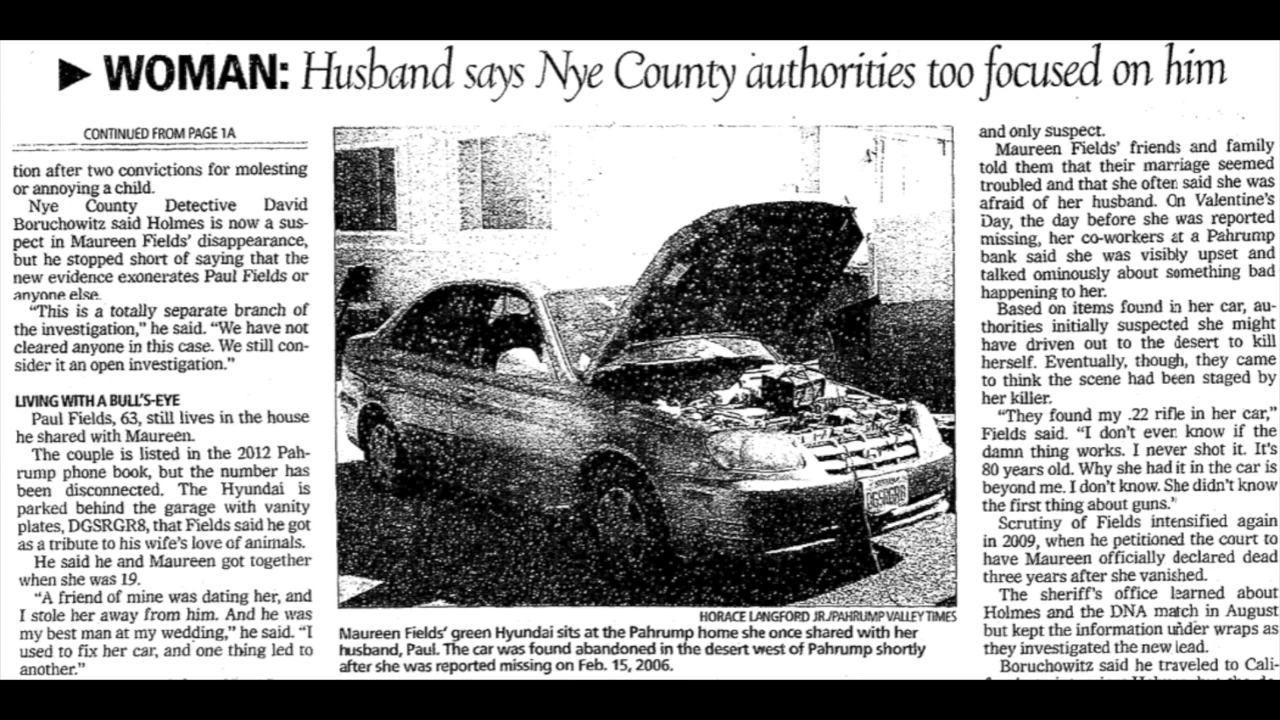 ► WOMAN: Husband says Nye County authorities too focused on him
CONTINUED FROM PAGE 1A
tion after two convictions for molesting
or annoying a child.
Nye County Detective David
Boruchowitz said Holmes is now a sus-
pect in Maureen Fields' disappearance,
but he stopped short of saying that the
new evidence exonerates Paul Fields or
anyone else.
"This is a totally separate branch of
the investigation," he said. "We have not
cleared anyone in this case. We still con-
sider it an open investigation."
LIVING WITH A BULL'S-EYE
Paul Fields, 63, still lives in the house
he shared with Maureen.
The couple is listed in the 2012 Pah-
rump phone book, but the number has
been disconnected. The Hyundai is
parked behind the garage with vanity
plates, DGSRGR8, that Fields said he got
as a tribute to his wife's love of animals.
He said he and Maureen got together
when she was 19.
"A friend of mine was dating her, and
I stole her away from him. And he was
my best man at my wedding," he said. "I
used to fix her car, and one thing led to
another."
DGSRGR8
HORACE LANGFORD JR./PAHRUMP VALLEY TIMES
Maureen Fields' green Hyundai sits at the Pahrump home she once shared with her
husband, Paul. The car was found abandoned in the desert west of Pahrump shortly
after she was reported missing on Feb. 15, 2006.
and only suspect.
Maureen Fields' friends and family
told them that their marriage seemed
troubled and that she often said she was
afraid of her husband. On Valentine's
Day, the day before she was reported
missing, her co-workers at a Pahrump
bank said she was visibly upset and
talked ominously about something bad
happening to her.
Based on items found in her car, au-
thorities initially suspected she might
have driven out to the desert to kill
herself. Eventually, though, they came
to think the scene had been staged by
her killer.
"They found my .22 rifle in her car,"
Fields said. "I don't ever know if the
damn thing works. I never shot it. It's
80 years old. Why she had it in the car is
beyond me. I don't know. She didn't know
the first thing about guns."
Scrutiny of Fields intensified again
in 2009, when he petitioned the court to
have Maureen officially declared dead
three years after she vanished.
The sheriff's office learned about
Holmes and the DNA match in August
but kept the information under wraps as
they investigated the new lead.
Boruchowitz said he traveled to Cali-